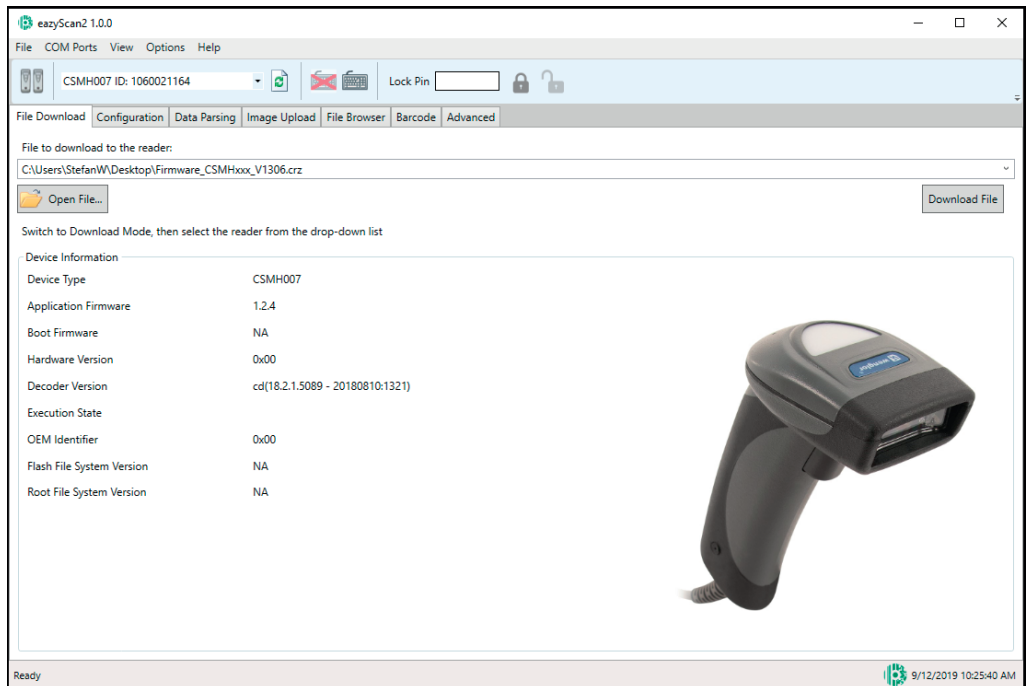 eazyScan2 1.0.0
File COM Ports View Options Help
CSMH007 ID: 1060021164 Lock Pin
File Download Configuration Data Parsing Image Upload File Browser Barcode Advanced
File to download to the reader:
C:\Users\StefanW\Desktop\Firmware_CSMHxxx_V1306.crz
Open File... Download File
Switch to Download Mode, then select the reader from the drop-down list
Device Information
Device Type CSMH007
Application Firmware 1.2.4
Boot Firmware NA
Hardware Version 0x00
Decoder Version cd(18.2.1.5089 - 20180810:1321)
Execution State
OEM Identifier 0x00
Flash File System Version NA
Root File System Version NA
wenglor
Ready 9/12/2019 10:25:40 AM